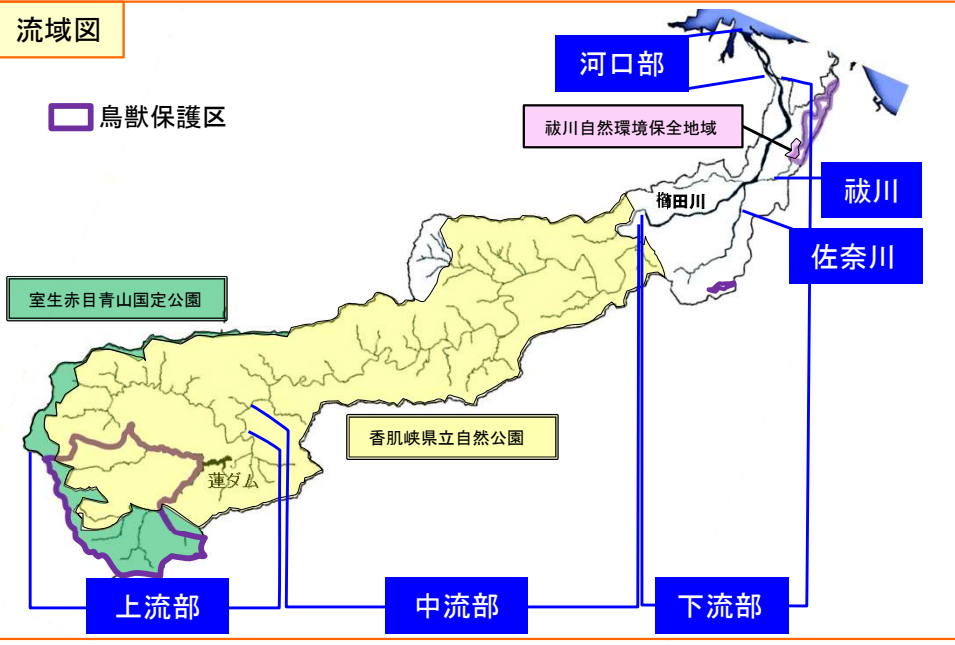 流域図
河口部
鳥獣保護区
祓川自然環境保全地域
祓川
櫛田川
佐奈川
室生赤目青山国定公園
香肌峡県立自然公園
蓮ダム
上流部
中流部
下流部